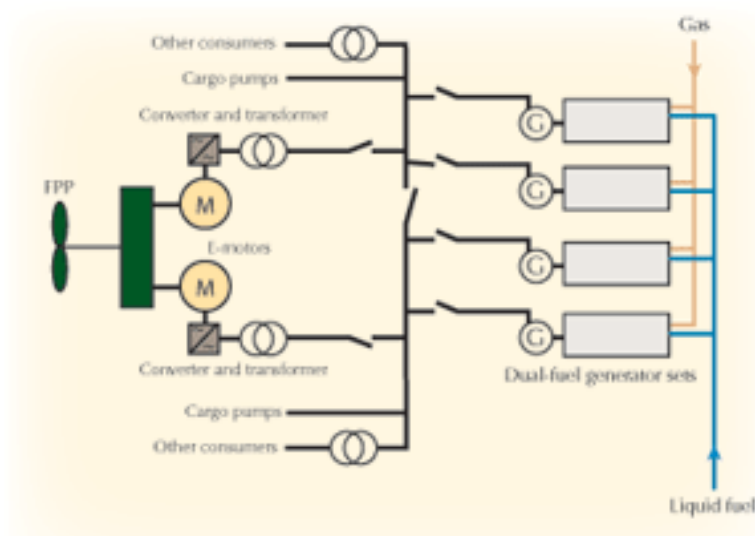 Gas
Other consumers
Cargo pumps
Converter and transformer
G
FPP
M
G
E-motors
G
M
G
Converter and transformer
Dual-fuel generator sets
Cargo pumps
Other consumers
Liquid fuel